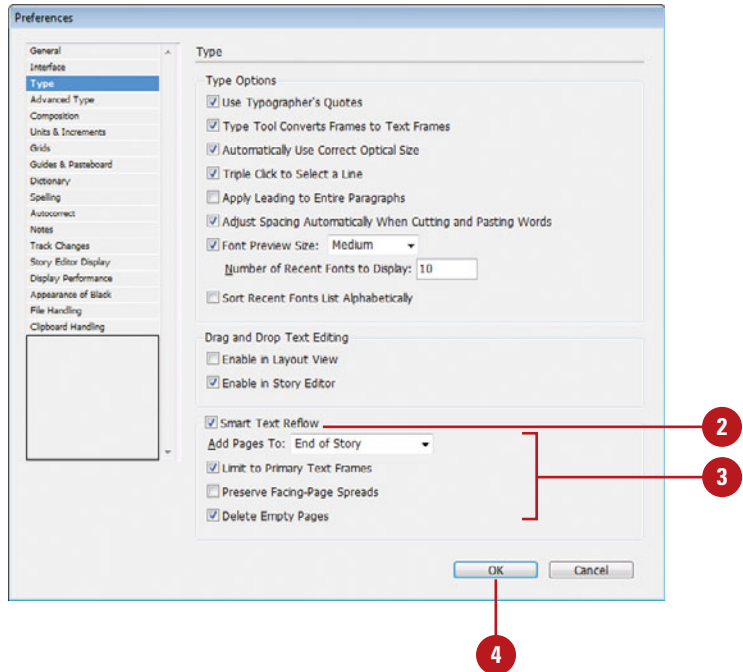 Preferences
General
Interface
Type
Advanced Type
Composition
Units & Increments
Grids
Guides & Pasteboard
Dictionary
Spelling
Autocorrect
Notes
Track Changes
Story Editor Display
Display Performance
Appearance of Black
File Handling
Clipboard Handling
Type
Type Options
Use Typographer's Quotes
Type Tool Converts Frames to Text Frames
Automatically Use Correct Optical Size
Triple Click to Select a Line
Apply Leading to Entire Paragraphs
Adjust Spacing Automatically When Cutting and Pasting Words
Font Preview Size: Medium
Number of Recent Fonts to Display: 10
Sort Recent Fonts List Alphabetically
Drag and Drop Text Editing
Enable in Layout View
Enable in Story Editor
Smart Text Reflow
2
Add Pages To: End of Story
Limit to Primary Text Frames
3
Preserve Facing-Page Spreads
Delete Empty Pages
OK Cancel
4